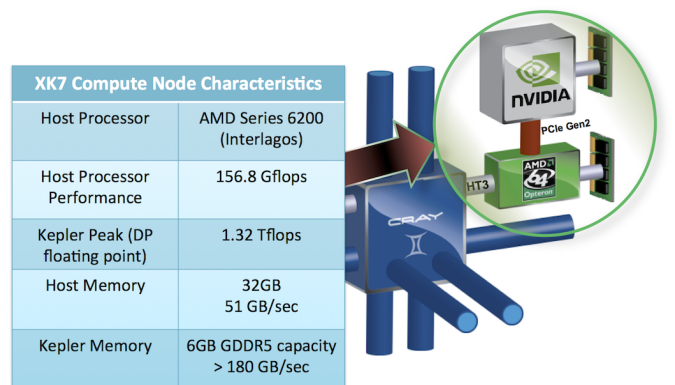 XK7 Compute Node Characteristics
Host Processor
AMD Series 6200
(Interlagos)
Host Processor
Performance
156.8 Gflops
Kepler Peak (DP
floating point)
1.32 Tflops
Host Memory
32GB
51 GB/sec
Kepler Memory
6GB GDDR5 capacity
> 180 GB/sec
NVIDIA
PCIe Gen2
HT3
AMD
64
Opteron
CRAY